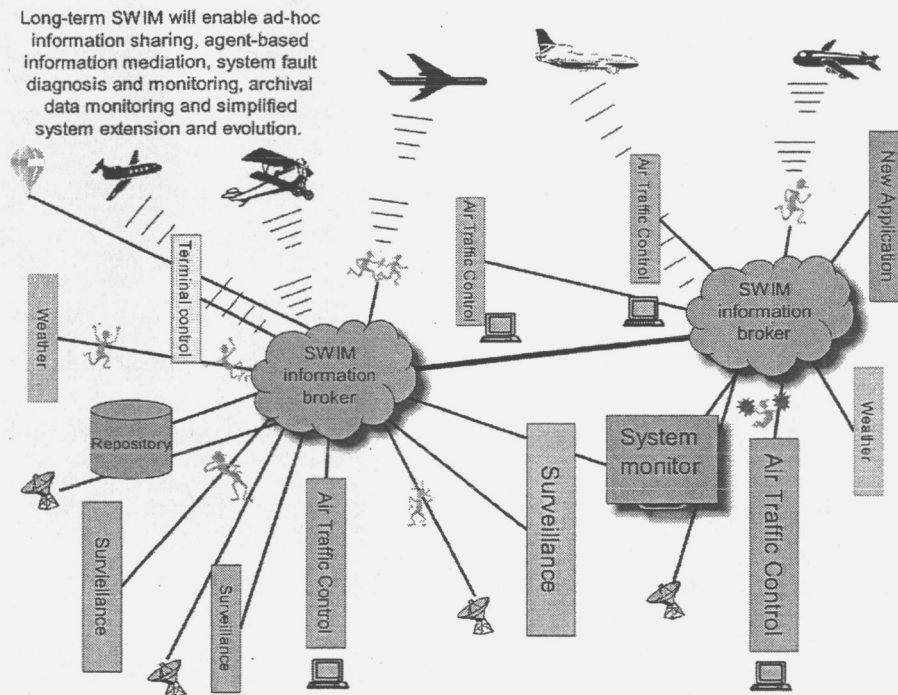 Long-term SWIM will enable ad-hoc
information sharing, agent-based
information mediation, system fault
diagnosis and monitoring, archival
data monitoring and simplified
system extension and evolution.
New Application
Air Traffic Control
Air Traffic Control
Terminal control
SWIM
information
broker
SWIM
information
broker
Weather
Weather
Repository
System
monitor
Surveillance
Air Traffic Control
Surviellance
Surveillance
Air Traffic Control